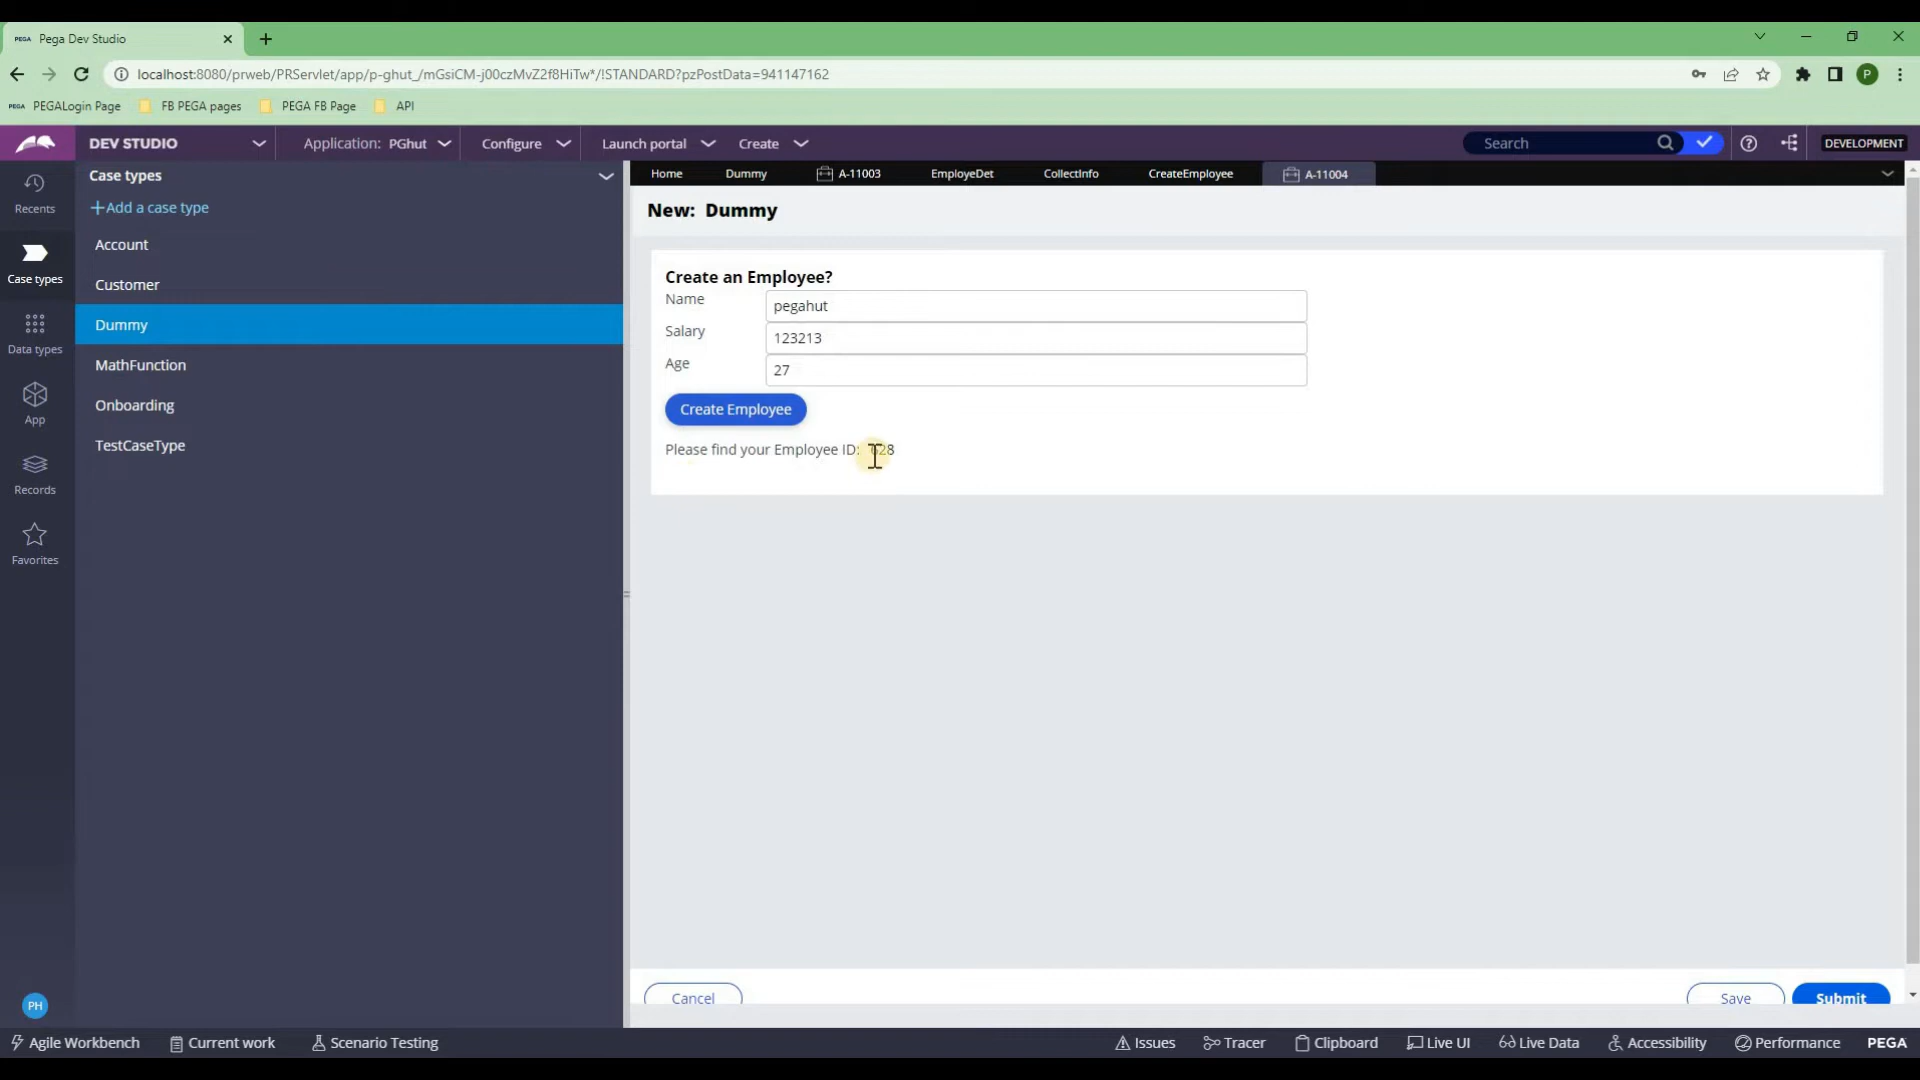 PEGA Pega Dev Studio
localhost:8080/prweb/PRServlet/app/p-ghut_/mGsiCM-j00czMvZ2f8HiTw*/!STANDARD?pzPostData=941147162
P
PEGA PEGALogin Page FB PEGA pages PEGA FB Page API
DEV STUDIO Application: PGhut Configure Launch portal Create Search DEVELOPMENT
Recents
Case types
Data types
App
Records
Favorites
PH
Case types
+Add a case type
Account
Customer
Dummy
MathFunction
Onboarding
TestCaseType
Home Dummy A-11003 EmployeDet CollectInfo CreateEmployee A-11004
New: Dummy
Create an Employee?
Name pegahut
Salary 123213
Age 27
Create Employee
Please find your Employee ID: 628
Cancel Save Submit
Agile Workbench Current work Scenario Testing Issues Tracer Clipboard Live UI Live Data Accessibility Performance PEGA